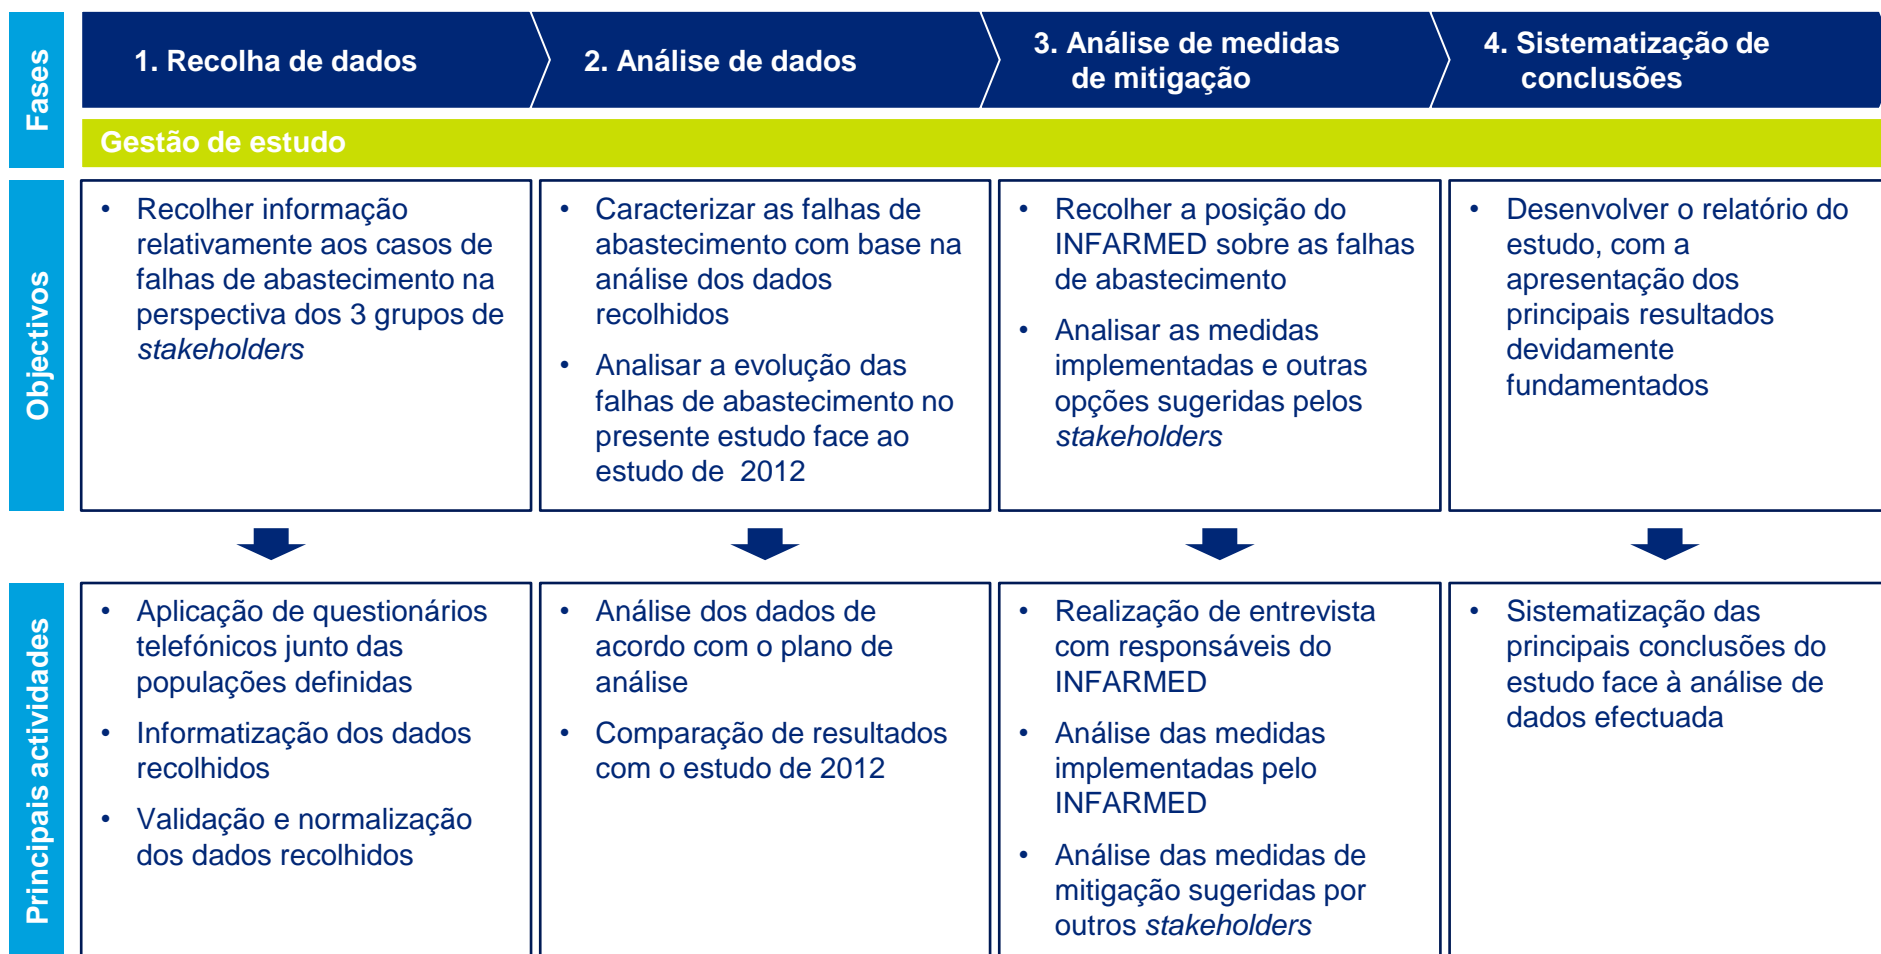 Fases
1. Recolha de dados
2. Análise de dados
3. Análise de medidas
de mitigação
4. Sistematização de
conclusões
Gestão de estudo
Objectivos
• Recolher informação
relativamente aos casos de
falhas de abastecimento na
perspectiva dos 3 grupos de
stakeholders
• Caracterizar as falhas de
abastecimento com base na
análise dos dados
recolhidos
• Analisar a evolução das
falhas de abastecimento no
presente estudo face ao
estudo de  2012
• Recolher a posição do
INFARMED sobre as falhas
de abastecimento
• Analisar as medidas
implementadas e outras
opções sugeridas pelos
stakeholders
• Desenvolver o relatório do
estudo, com a
apresentação dos
principais resultados
devidamente
fundamentados
Principais actividades
• Aplicação de questionários
telefónicos junto das
populações definidas
• Informatização dos dados
recolhidos
• Validação e normalização
dos dados recolhidos
• Análise dos dados de
acordo com o plano de
análise
• Comparação de resultados
com o estudo de 2012
• Realização de entrevista
com responsáveis do
INFARMED
• Análise das medidas
implementadas pelo
INFARMED
• Análise das medidas de
mitigação sugeridas por
outros stakeholders
• Sistematização das
principais conclusões do
estudo face à análise de
dados efectuada